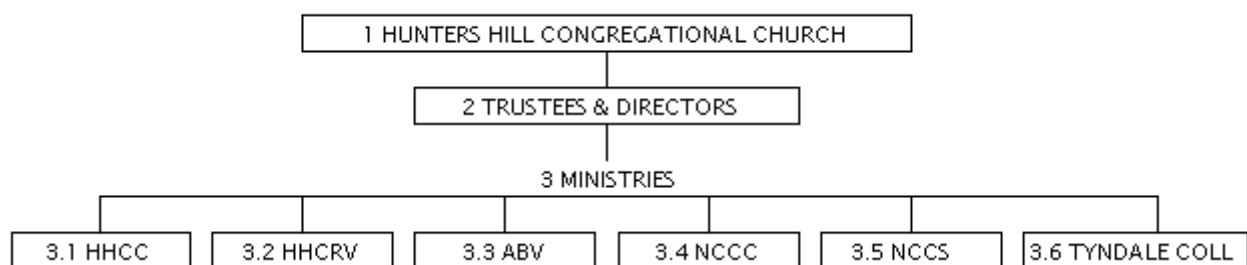 1 HUNTERS HILL CONGREGATIONAL CHURCH
2 TRUSTEES & DIRECTORS
3 MINISTRIES
3.1 HHCC 3.2 HHCRV 3.3 ABV 3.4 NCCC 3.5 NCCS 3.6 TYNDALE COLL